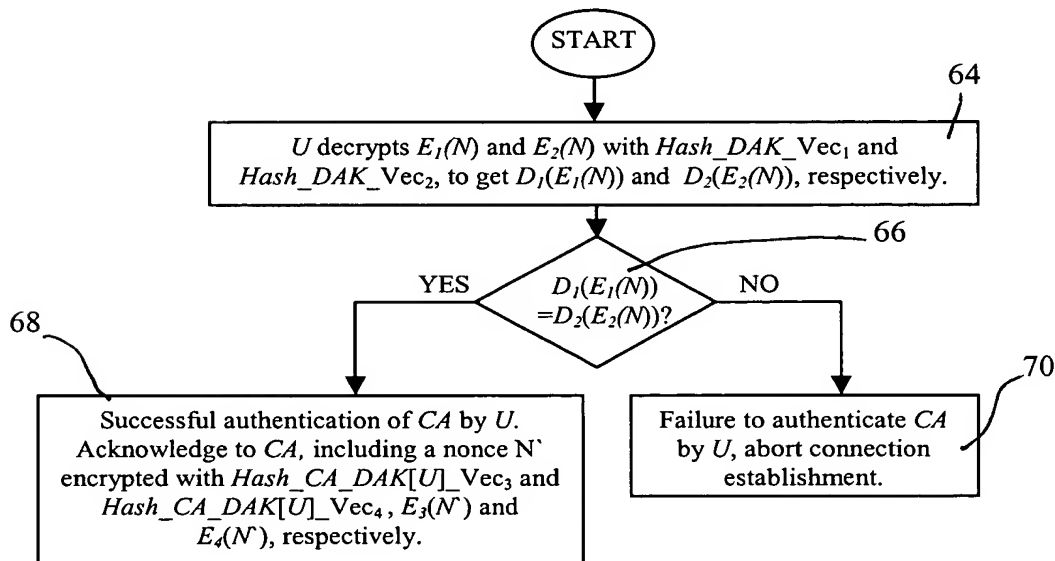 START
64
U decrypts E₁(N) and E₂(N) with Hash_DAK_Vec₁ and
Hash_DAK_Vec₂, to get D₁(E₁(N)) and D₂(E₂(N)), respectively.
66
YES
D₁(E₁(N))
=D₂(E₂(N))?
NO
68
Successful authentication of CA by U.
Acknowledge to CA, including a nonce N`
encrypted with Hash_CA_DAK[U]_Vec₃ and
Hash_CA_DAK[U]_Vec₄, E₃(N`) and
E₄(N`), respectively.
70
Failure to authenticate CA
by U, abort connection
establishment.